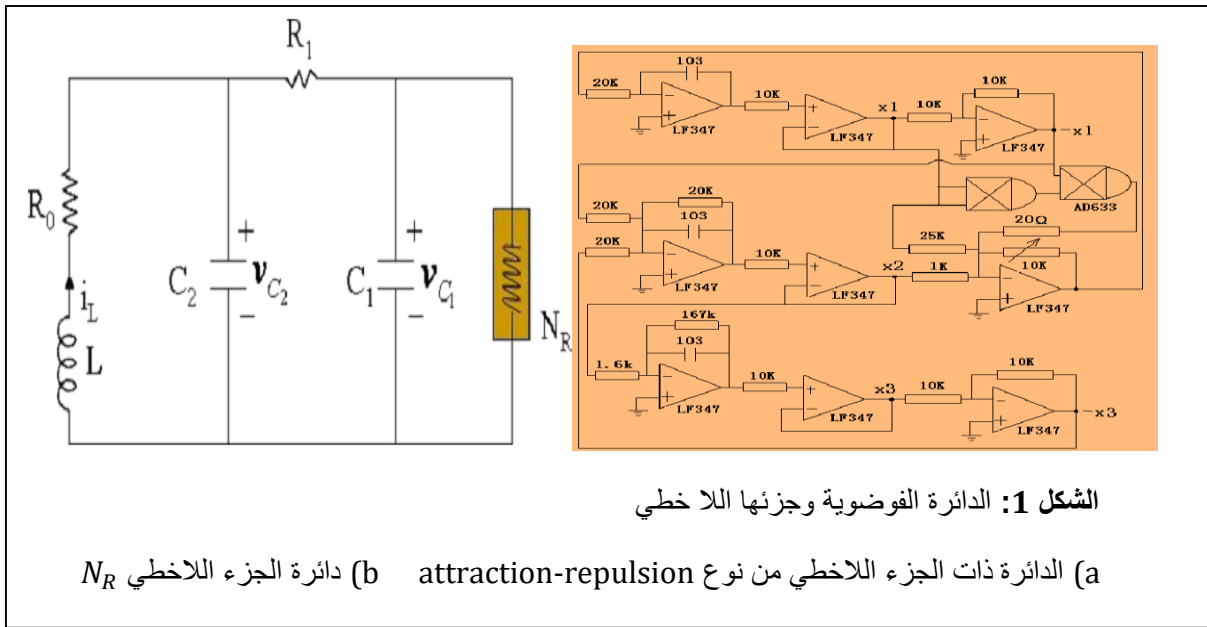 R1
R0
iL
L
C2
+
vC2
−
C1
+
vC1
−
NR
20K
103
LF347
10K
LF347
x1
10K
10K
LF347
-x1
AD633
20K
20K
20K
103
LF347
10K
LF347
x2
25K
1K
20Ω
10K
LF347
1.6k
167k
103
LF347
10K
LF347
x3
10K
10K
LF347
-x3
الشكل 1: الدائرة الفوضوية وجزئها اللا خطي
a) الدائرة ذات الجزء اللاخطي من نوع attraction-repulsion b) دائرة الجزء اللاخطي NR